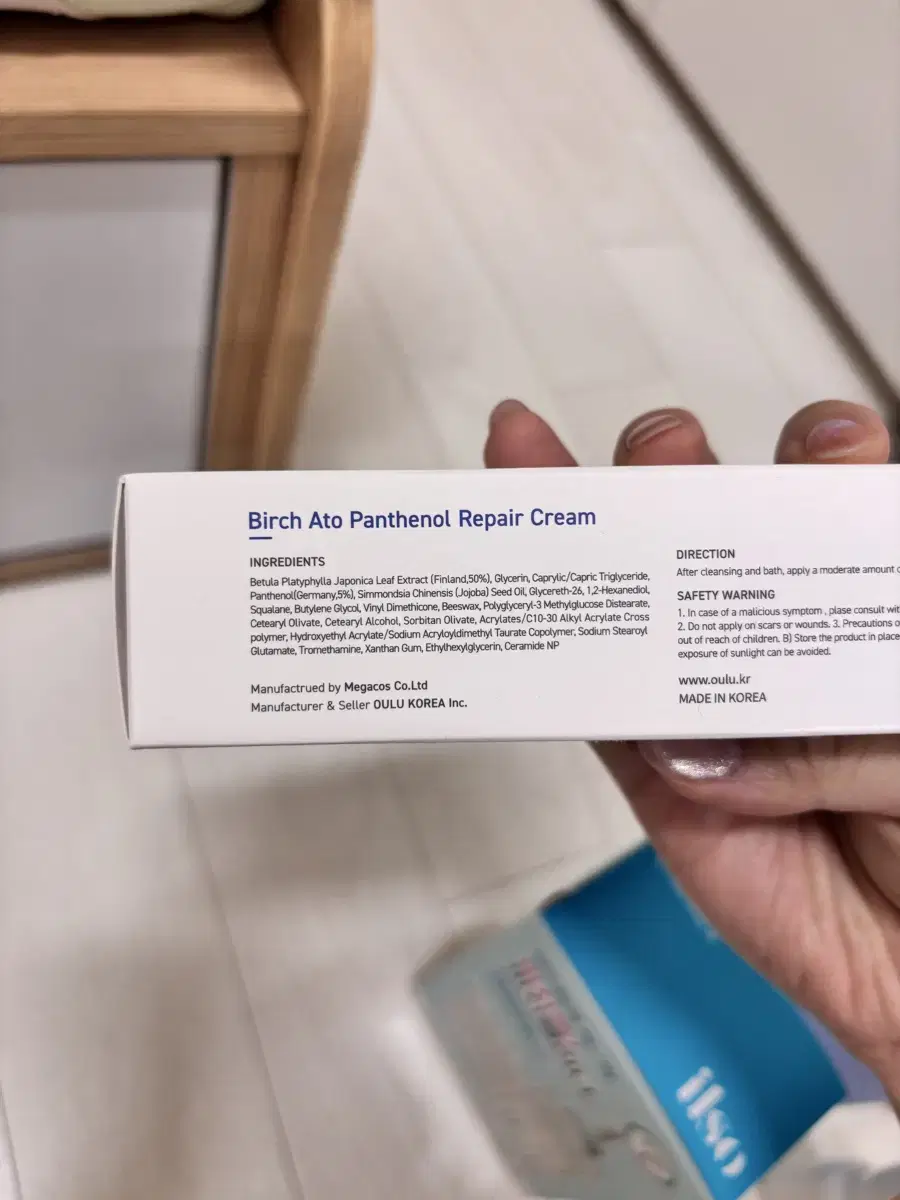 Birch Ato Panthenol Repair Cream
INGREDIENTS
Betula Platyphylla Japonica Leaf Extract (Finland,50%), Glycerin, Caprylic/Capric Triglyceride,
Panthenol(Germany,5%), Simmondsia Chinensis (Jojoba) Seed Oil, Glycereth-26, 1,2-Hexanediol,
Squalane, Butylene Glycol, Vinyl Dimethicone, Beeswax, Polyglyceryl-3 Methylglucose Distearate,
Cetearyl Olivate, Cetearyl Alcohol, Sorbitan Olivate, Acrylates/C10-30 Alkyl Acrylate Cross
polymer, Hydroxyethyl Acrylate/Sodium Acryloyldimethyl Taurate Copolymer, Sodium Stearoyl
Glutamate, Tromethamine, Xanthan Gum, Ethylhexylglycerin, Ceramide NP
Manufactrued by Megacos Co.Ltd
Manufacturer & Seller OULU KOREA Inc.
DIRECTION
After cleansing and bath, apply a moderate amount
SAFETY WARNING
1. In case of a malicious symptom , plase consult
2. Do not apply on scars or wounds. 3. Precautions
out of reach of children. B) Store the product in place
exposure of sunlight can be avoided.
www.oulu.kr
MADE IN KOREA
ilso